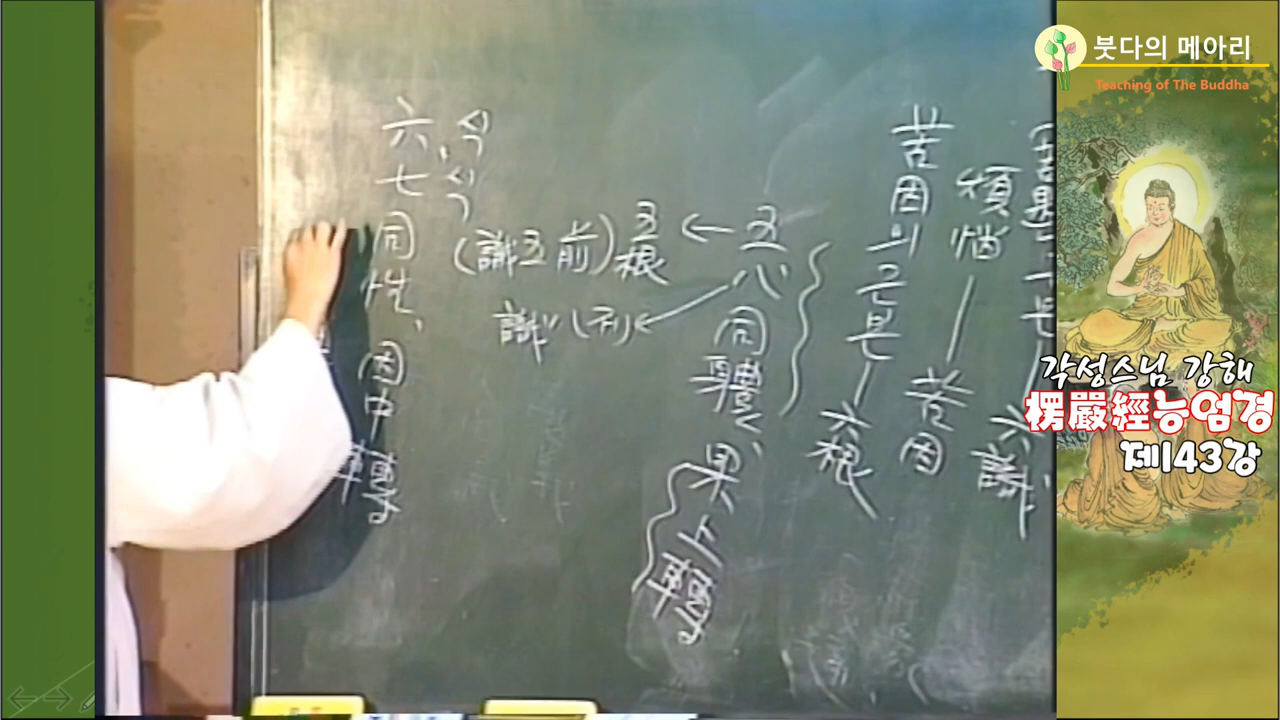 붓다의 메아리
Teaching of The Buddha
각성스님 강해
楞嚴經능엄경
제143강
煩惱 — 苦因
六識
苦因의 근본 — 六根
五八同體、果上轉
五根(前五識)
識
六七同性、因中轉